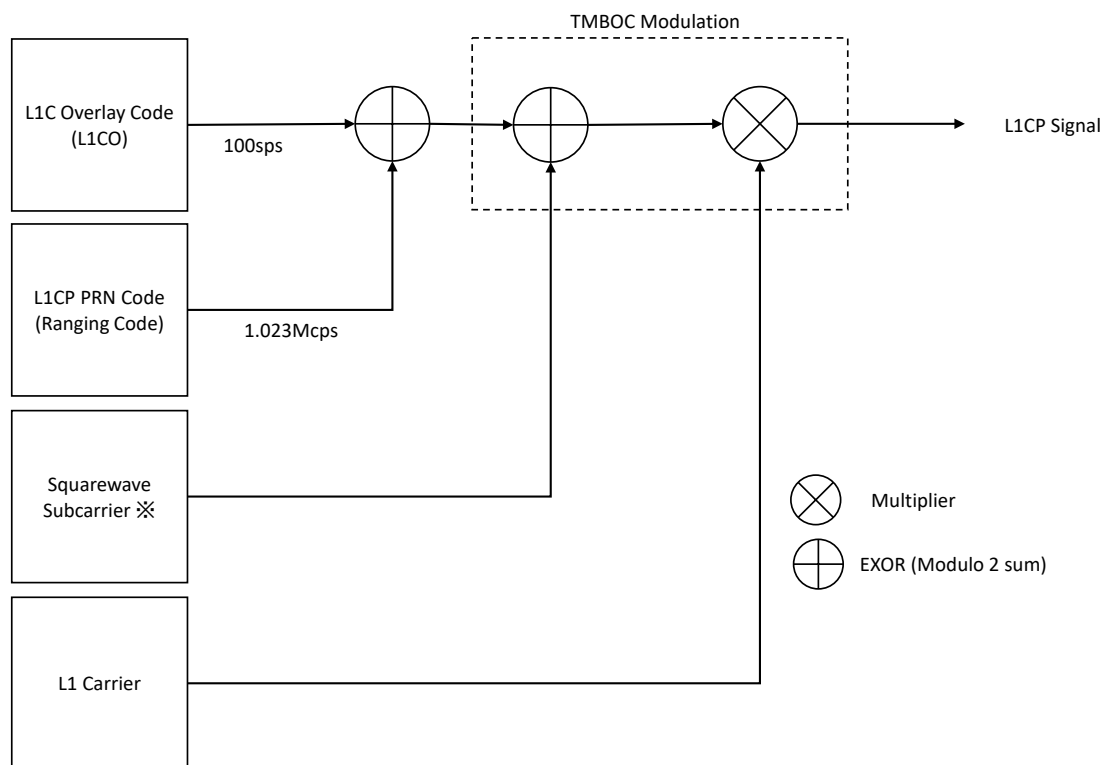 TMBOC Modulation
L1C Overlay Code
(L1CO)
100sps
L1CP Signal
L1CP PRN Code
(Ranging Code)
1.023Mcps
Squarewave
Subcarrier ※
Multiplier
EXOR (Modulo 2 sum)
L1 Carrier